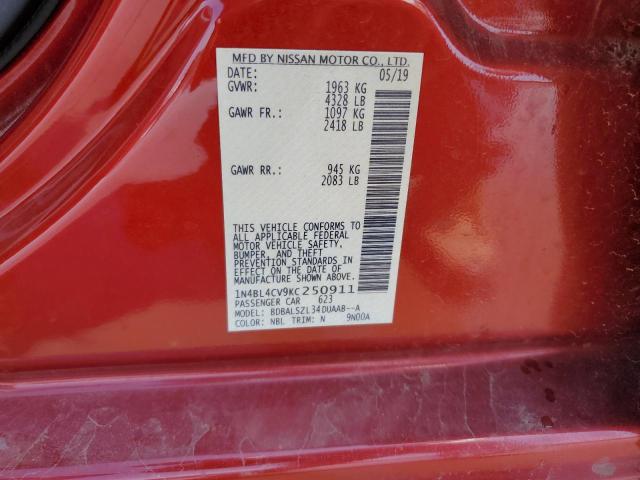 MFD BY NISSAN MOTOR CO., LTD.
DATE: 05/19
GVWR: 1963 KG
4328 LB
GAWR FR.: 1097 KG
2418 LB
GAWR RR.: 945 KG
2083 LB
THIS VEHICLE CONFORMS TO
ALL APPLICABLE FEDERAL
MOTOR VEHICLE SAFETY,
BUMPER, AND THEFT
PREVENTION STANDARDS IN
EFFECT ON THE DATE OF
MANUFACTURE SHOWN ABOVE.
1N4BL4CV9KC250911
PASSENGER CAR 623
MODEL: BDBALSZL34DUAAB--A
COLOR: NBL TRIM: N 9N00A